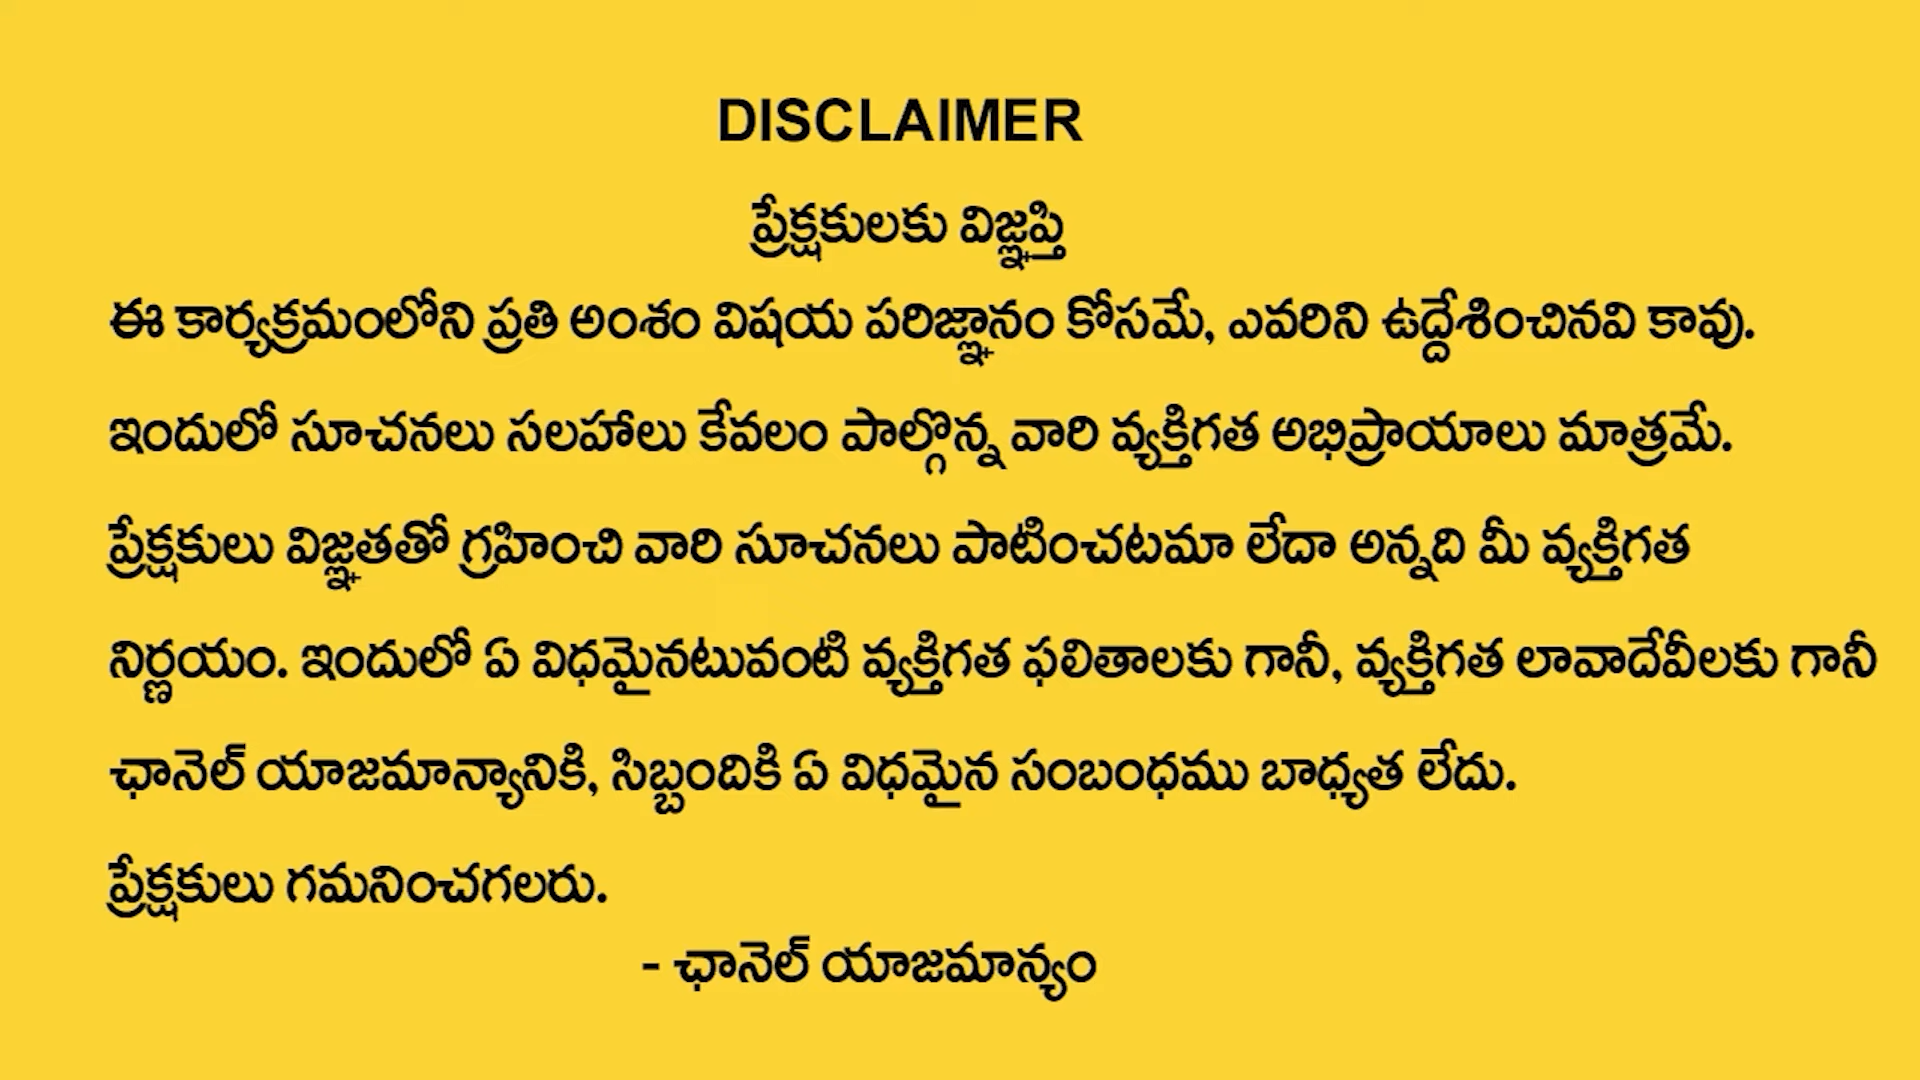 DISCLAIMER
ప్రేక్షకులకు విజ్ఞప్తి
ఈ కార్యక్రమంలోని ప్రతి అంశం విషయ పరిజ్ఞానం కోసమే, ఎవరిని ఉద్దేశించినవి కావు.
ఇందులో సూచనలు సలహాలు కేవలం పాల్గొన్న వారి వ్యక్తిగత అభిప్రాయాలు మాత్రమే.
ప్రేక్షకులు విజ్ఞతతో గ్రహించి వారి సూచనలు పాటించటమా లేదా అన్నది మీ వ్యక్తిగత
నిర్ణయం. ఇందులో ఏ విధమైనటువంటి వ్యక్తిగత ఫలితాలకు గానీ, వ్యక్తిగత లావాదేవీలకు గానీ
ఛానెల్ యాజమాన్యానికి, సిబ్బందికి ఏ విధమైన సంబంధము బాధ్యత లేదు.
ప్రేక్షకులు గమనించగలరు.
- ఛానెల్ యాజమాన్యం